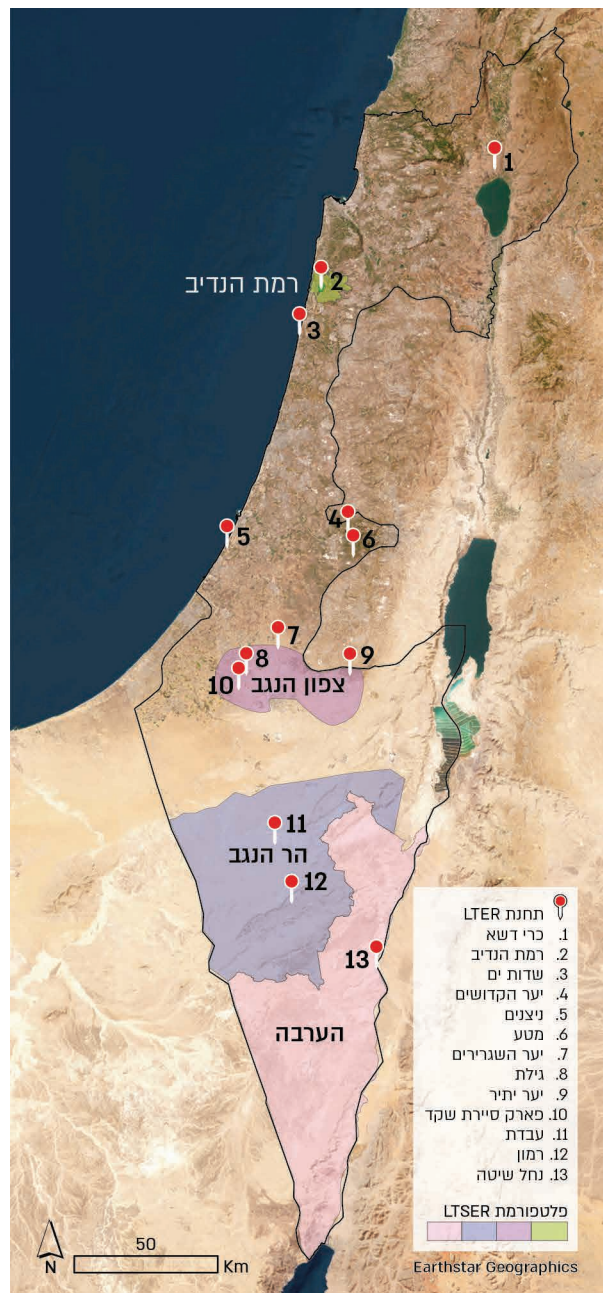 1
2
רמת הנדיב
3
4
5
6
7
8
9
10
צפון הנגב
11
הר הנגב
12
13
הערבה
תחנת LTER
1. כרי דשא
2. רמת הנדיב
3. שדות ים
4. יער הקדושים
5. ניצנים
6. מטע
7. יער השגרירים
8. גילת
9. יער יתיר
10. פארק סיירת שקד
11. עבדת
12. רמון
13. נחל שיטה
פלטפורמת LTSER
50
Km
N
Earthstar Geographics